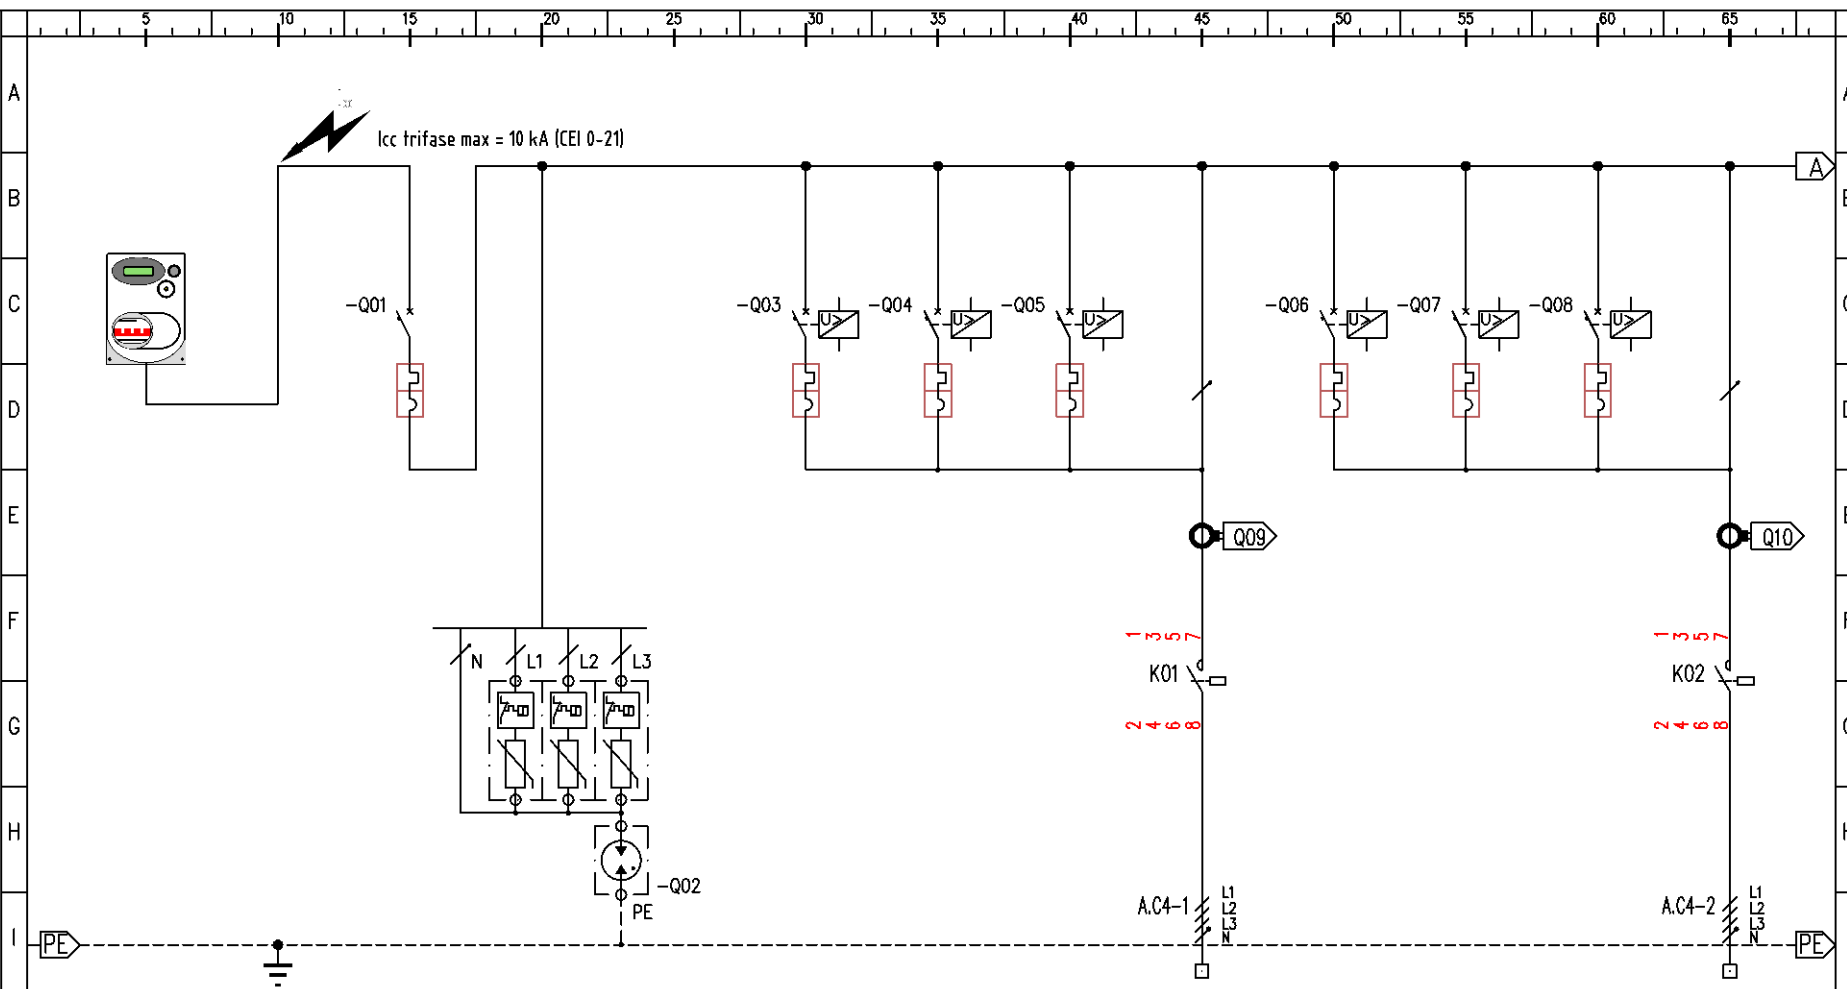 5 10 15 20 25 30 35 40 45 50 55 60 65
A
Icc trifase max = 10 kA (CEI 0-21)
A
B
C
-Q01
-Q03 U> -Q04 U> -Q05 U> -Q06 U> -Q07 U> -Q08 U>
D
E
Q09
Q10
F
1 3 5 7
1 3 5 7
N L1 L2 L3
K01
K02
G
2 4 6 8
2 4 6 8
H
-Q02
PE
A.C4-1
L1
L2
L3
N
A.C4-2
L1
L2
L3
N
I
PE
PE